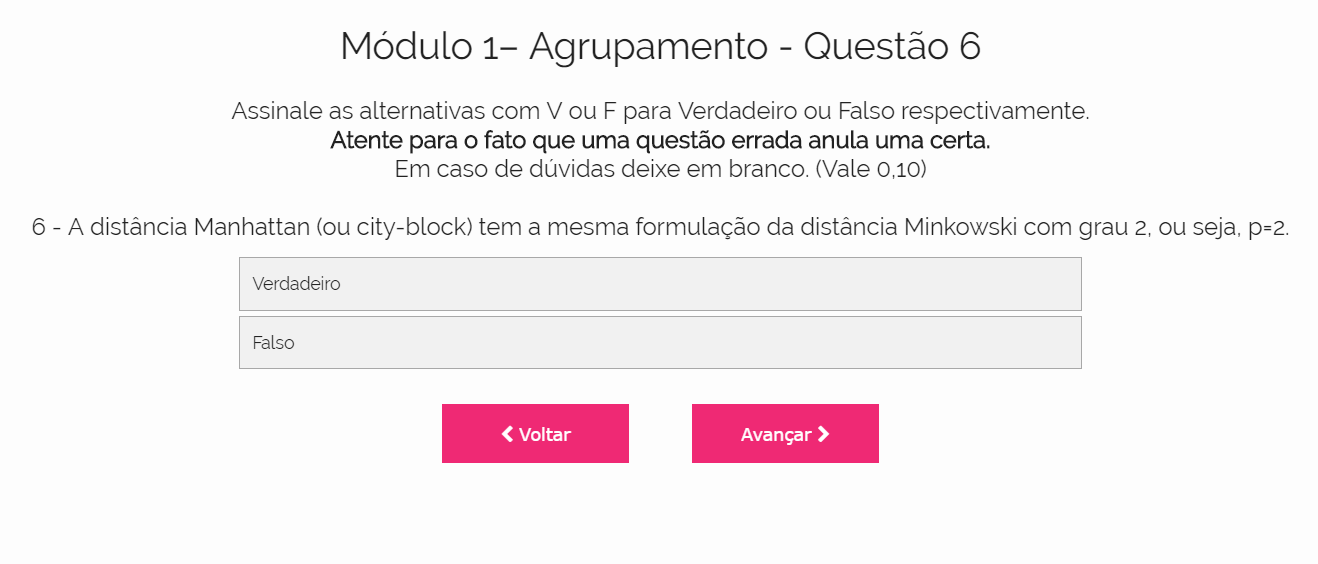 Módulo 1– Agrupamento - Questão 6
Assinale as alternativas com V ou F para Verdadeiro ou Falso respectivamente.
Atente para o fato que uma questão errada anula uma certa.
Em caso de dúvidas deixe em branco. (Vale 0,10)
6 - A distância Manhattan (ou city-block) tem a mesma formulação da distância Minkowski com grau 2, ou seja, p=2.
Verdadeiro
Falso
Voltar
Avançar